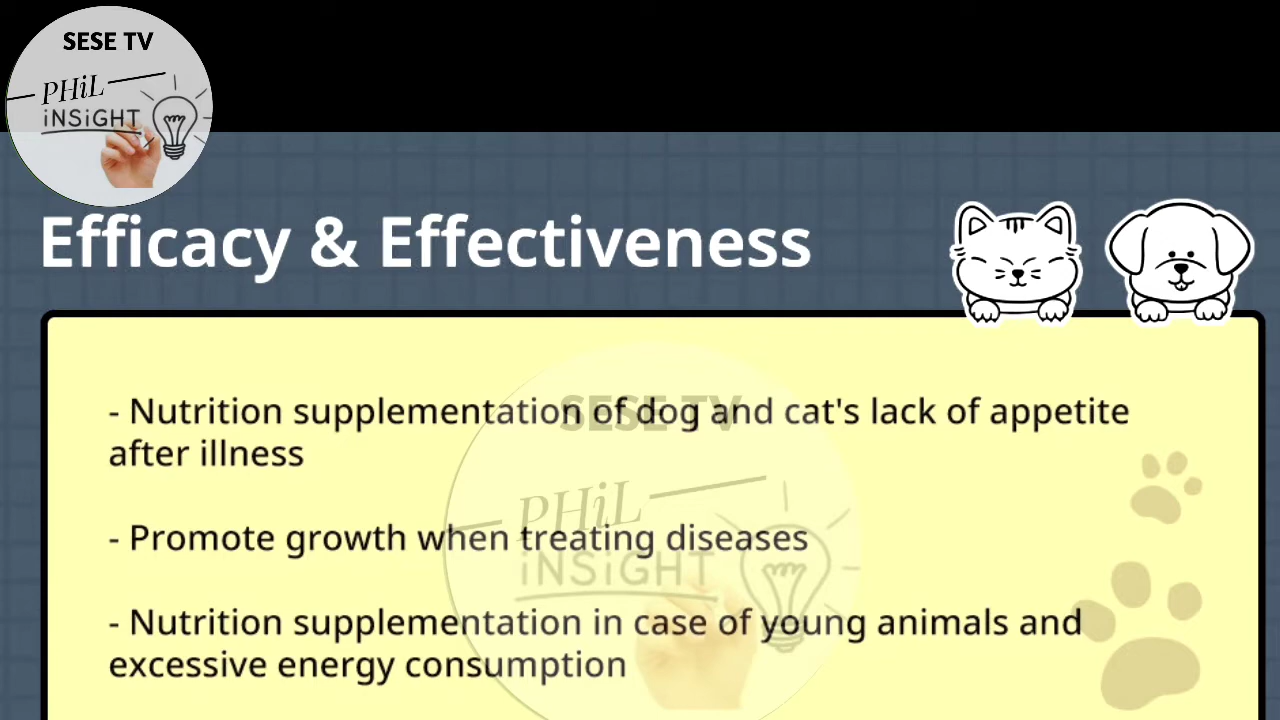 SESE TV
PHiL
iNSiGHT
Efficacy & Effectiveness
- Nutrition supplementation of dog and cat's lack of appetite
after illness
- Promote growth when treating diseases
- Nutrition supplementation in case of young animals and
excessive energy consumption
SESE TV
PHiL
iNSiGHT